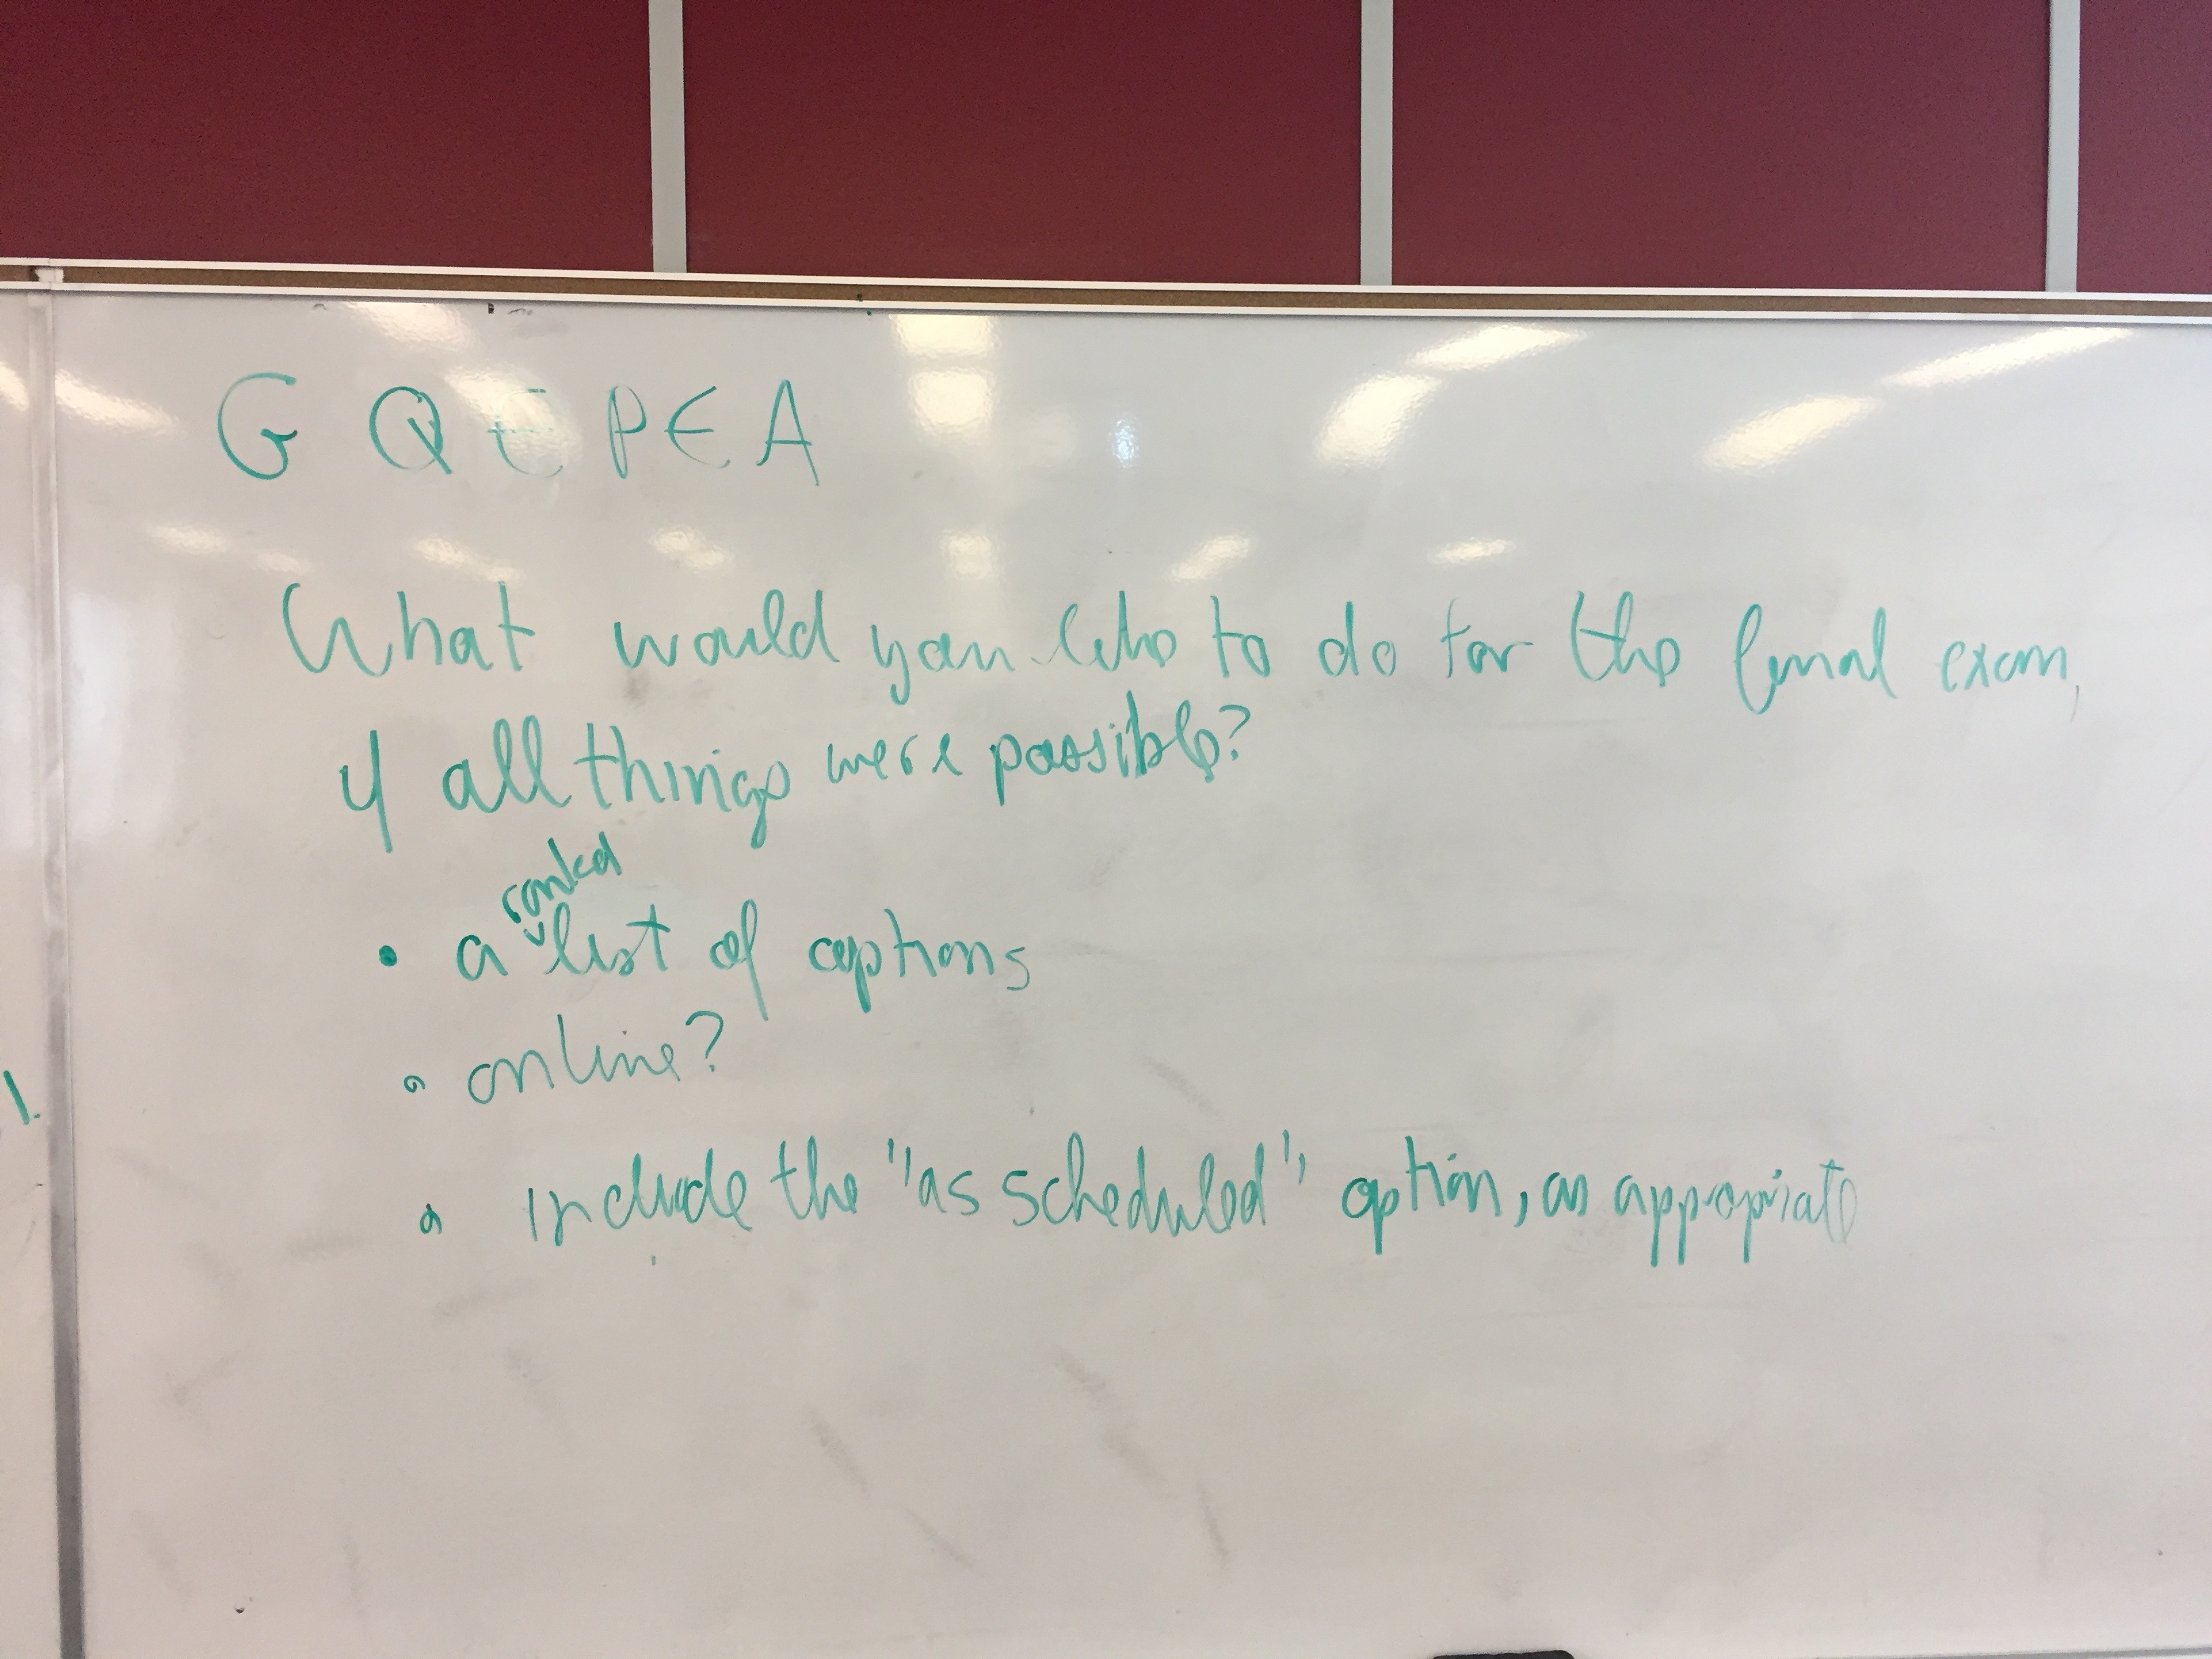 G Q E P E A
What would you like to do for the final exam,
if all things were possible?
ranked
• a list of options
• online?
1.
• include the "as scheduled" option, as appropriate